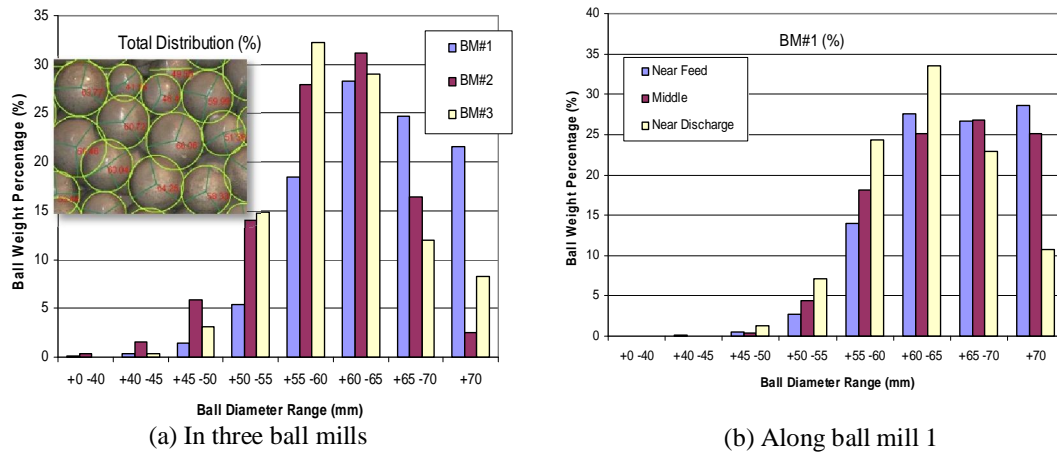 Total Distribution (%)
BM#1
BM#2
BM#3
Ball Weight Percentage (%)
35
30
25
20
15
10
5
0
+0 -40 +40 -45 +45 -50 +50 -55 +55 -60 +60 -65 +65 -70 +70
Ball Diameter Range (mm)
(a) In three ball mills
BM#1 (%)
Near Feed
Middle
Near Discharge
Ball Weight Percentage (%)
40
35
30
25
20
15
10
5
0
+0 -40 +40 -45 +45 -50 +50 -55 +55 -60 +60 -65 +65 -70 +70
Ball Diameter Range (mm)
(b) Along ball mill 1